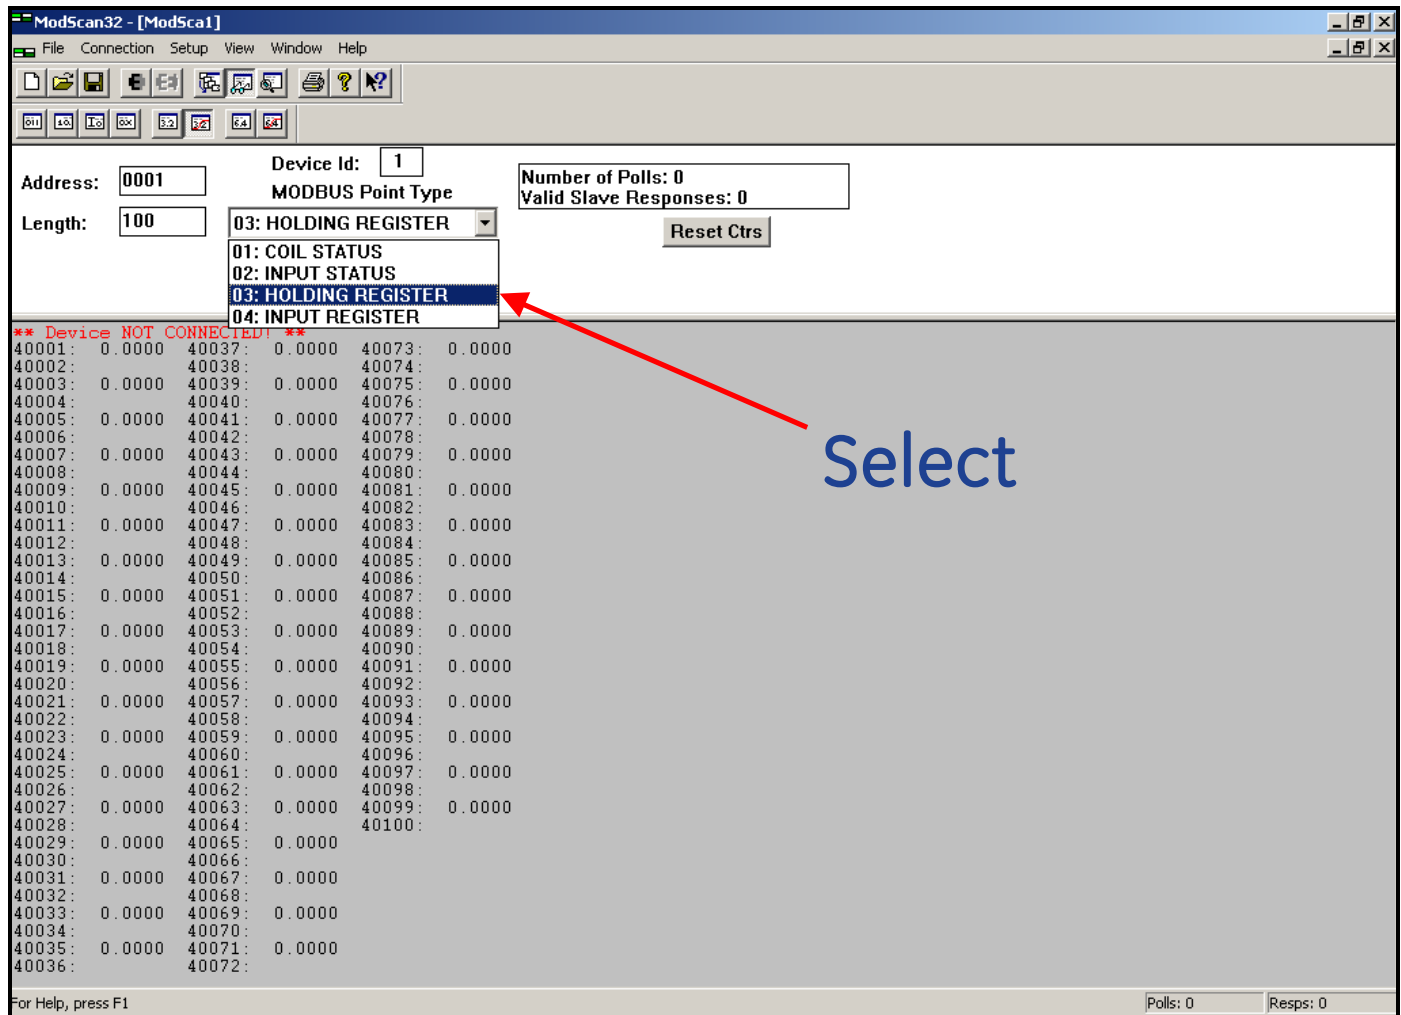 ModScan32 - [ModSca1]
File Connection Setup View Window Help
Address: 0001
Device Id: 1
MODBUS Point Type
Length: 100
03: HOLDING REGISTER
01: COIL STATUS
02: INPUT STATUS
03: HOLDING REGISTER
04: INPUT REGISTER
Number of Polls: 0
Valid Slave Responses: 0
Reset Ctrs
Select
** Device NOT CONNECTED! **
40001: 0.0000 40037: 0.0000 40073: 0.0000
40002: 40038: 40074:
40003: 0.0000 40039: 0.0000 40075: 0.0000
40004: 40040: 40076:
40005: 0.0000 40041: 0.0000 40077: 0.0000
40006: 40042: 40078:
40007: 0.0000 40043: 0.0000 40079: 0.0000
40008: 40044: 40080:
40009: 0.0000 40045: 0.0000 40081: 0.0000
40010: 40046: 40082:
40011: 0.0000 40047: 0.0000 40083: 0.0000
40012: 40048: 40084:
40013: 0.0000 40049: 0.0000 40085: 0.0000
40014: 40050: 40086:
40015: 0.0000 40051: 0.0000 40087: 0.0000
40016: 40052: 40088:
40017: 0.0000 40053: 0.0000 40089: 0.0000
40018: 40054: 40090:
40019: 0.0000 40055: 0.0000 40091: 0.0000
40020: 40056: 40092:
40021: 0.0000 40057: 0.0000 40093: 0.0000
40022: 40058: 40094:
40023: 0.0000 40059: 0.0000 40095: 0.0000
40024: 40060: 40096:
40025: 0.0000 40061: 0.0000 40097: 0.0000
40026: 40062: 40098:
40027: 0.0000 40063: 0.0000 40099: 0.0000
40028: 40064: 40100:
40029: 0.0000 40065: 0.0000
40030: 40066:
40031: 0.0000 40067: 0.0000
40032: 40068:
40033: 0.0000 40069: 0.0000
40034: 40070:
40035: 0.0000 40071: 0.0000
40036: 40072:
For Help, press F1
Polls: 0
Resps: 0